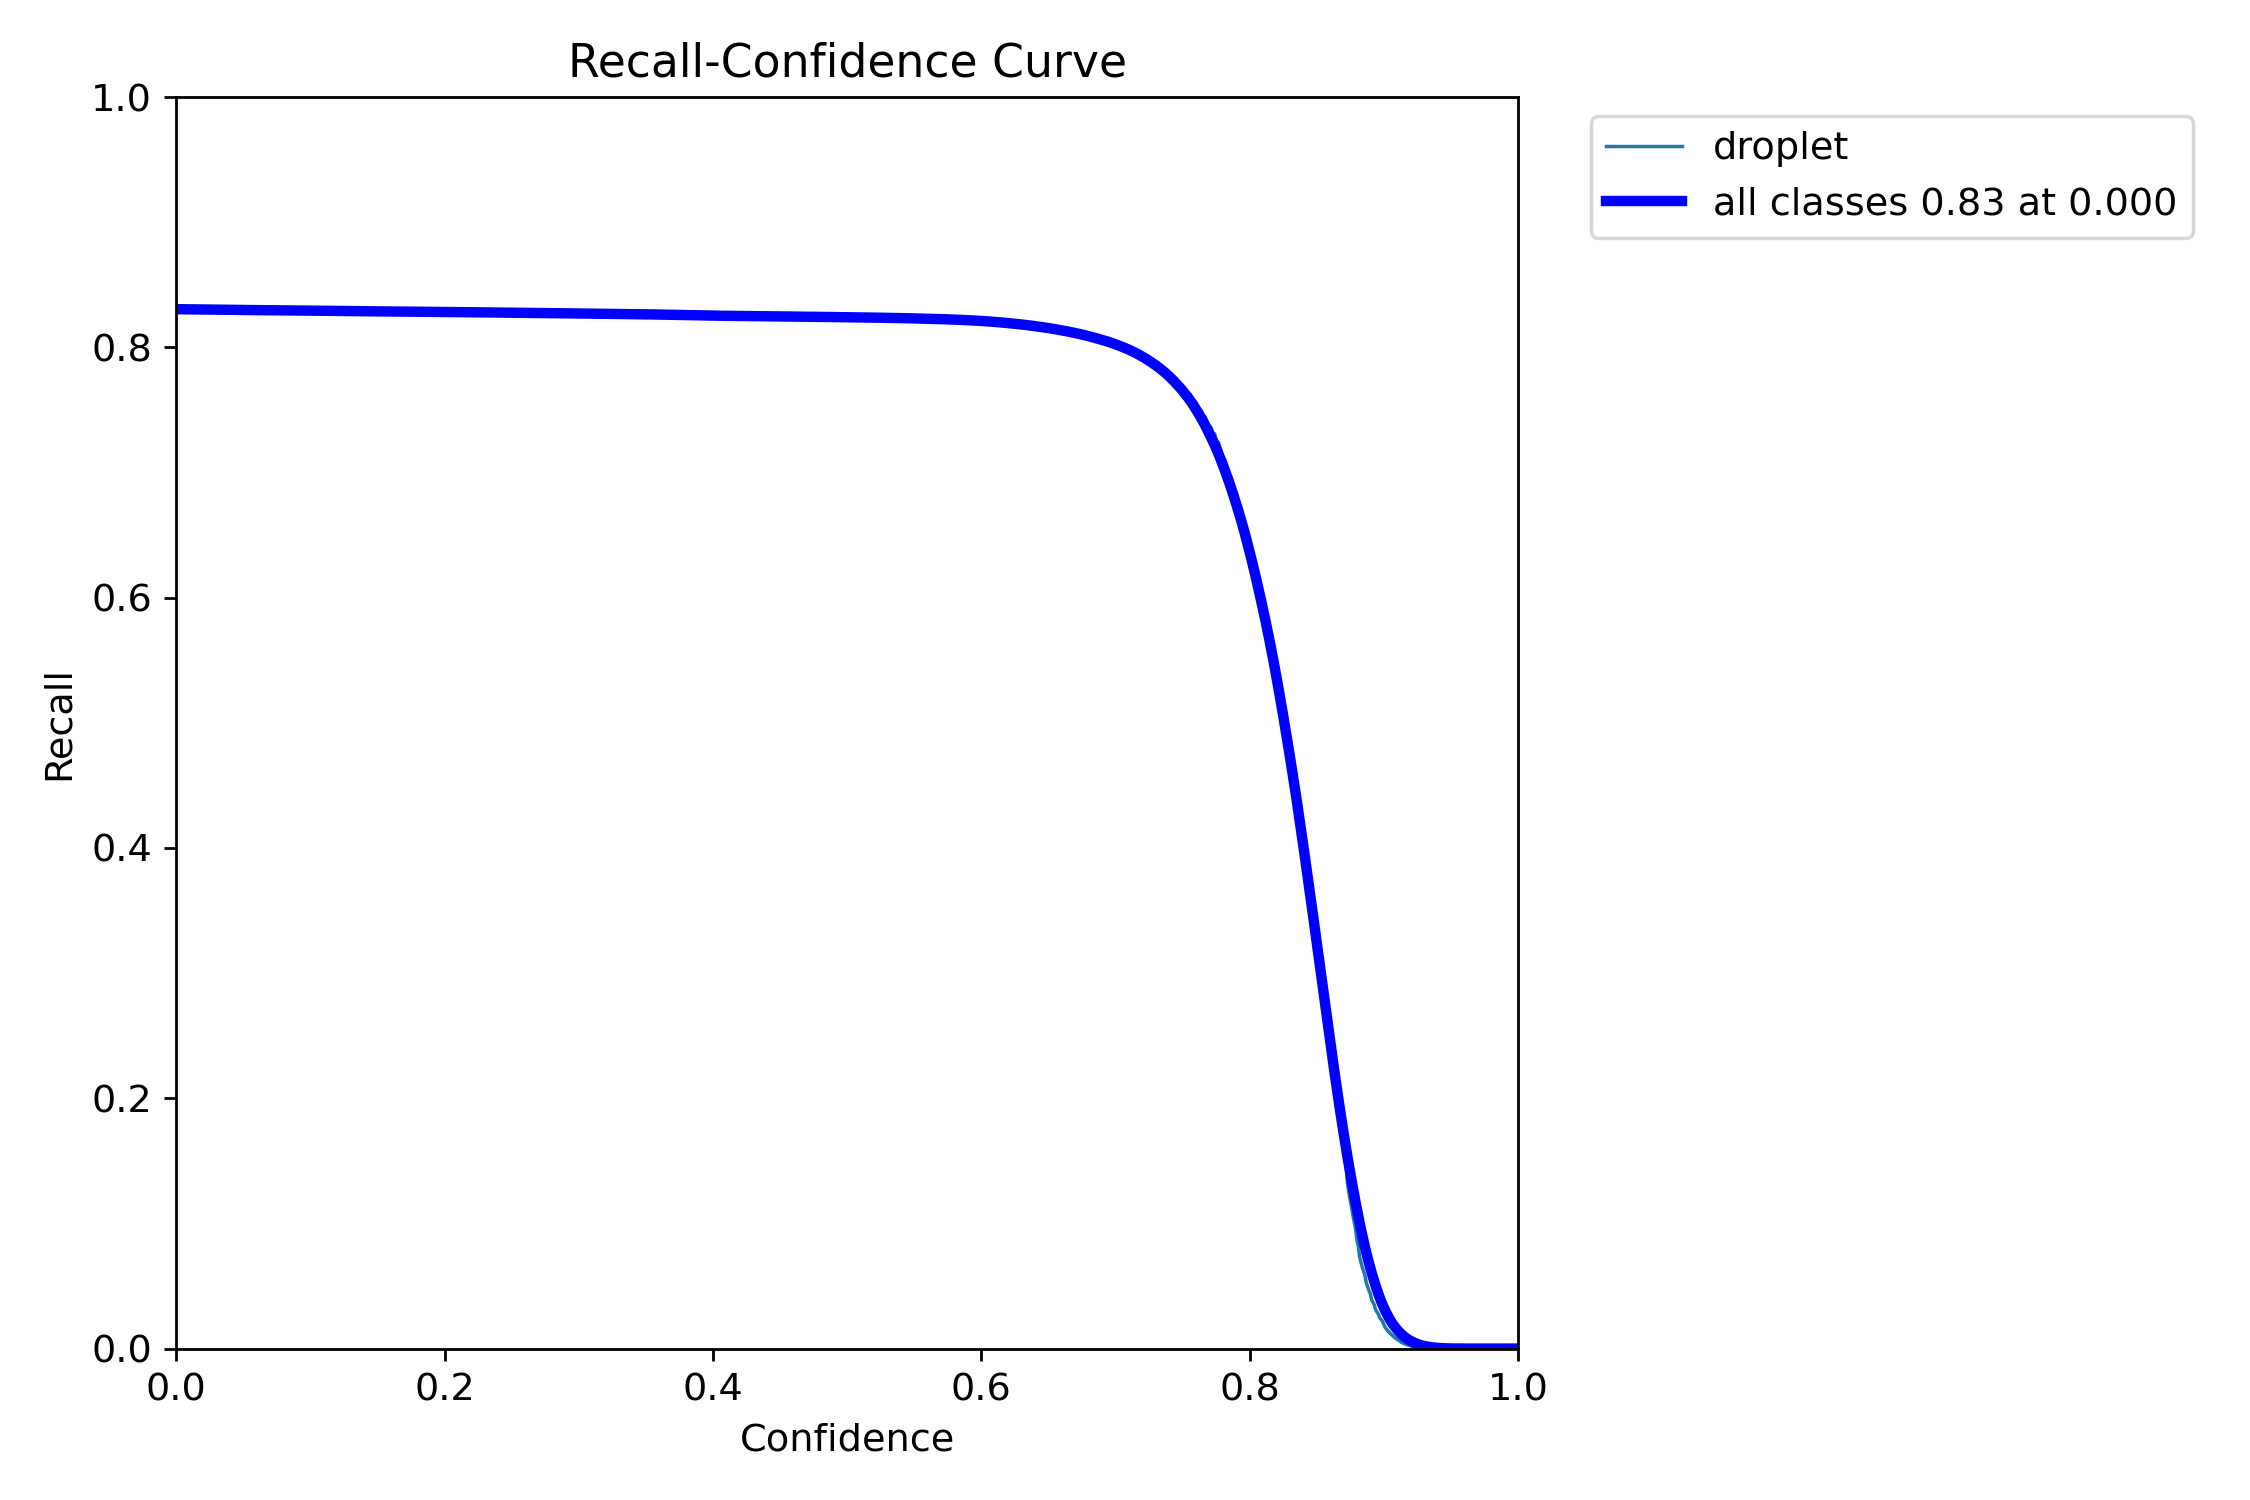 Recall-Confidence Curve
1.0
0.8
0.6
0.4
0.2
0.0
Recall
0.0 0.2 0.4 0.6 0.8 1.0
Confidence
droplet
all classes 0.83 at 0.000